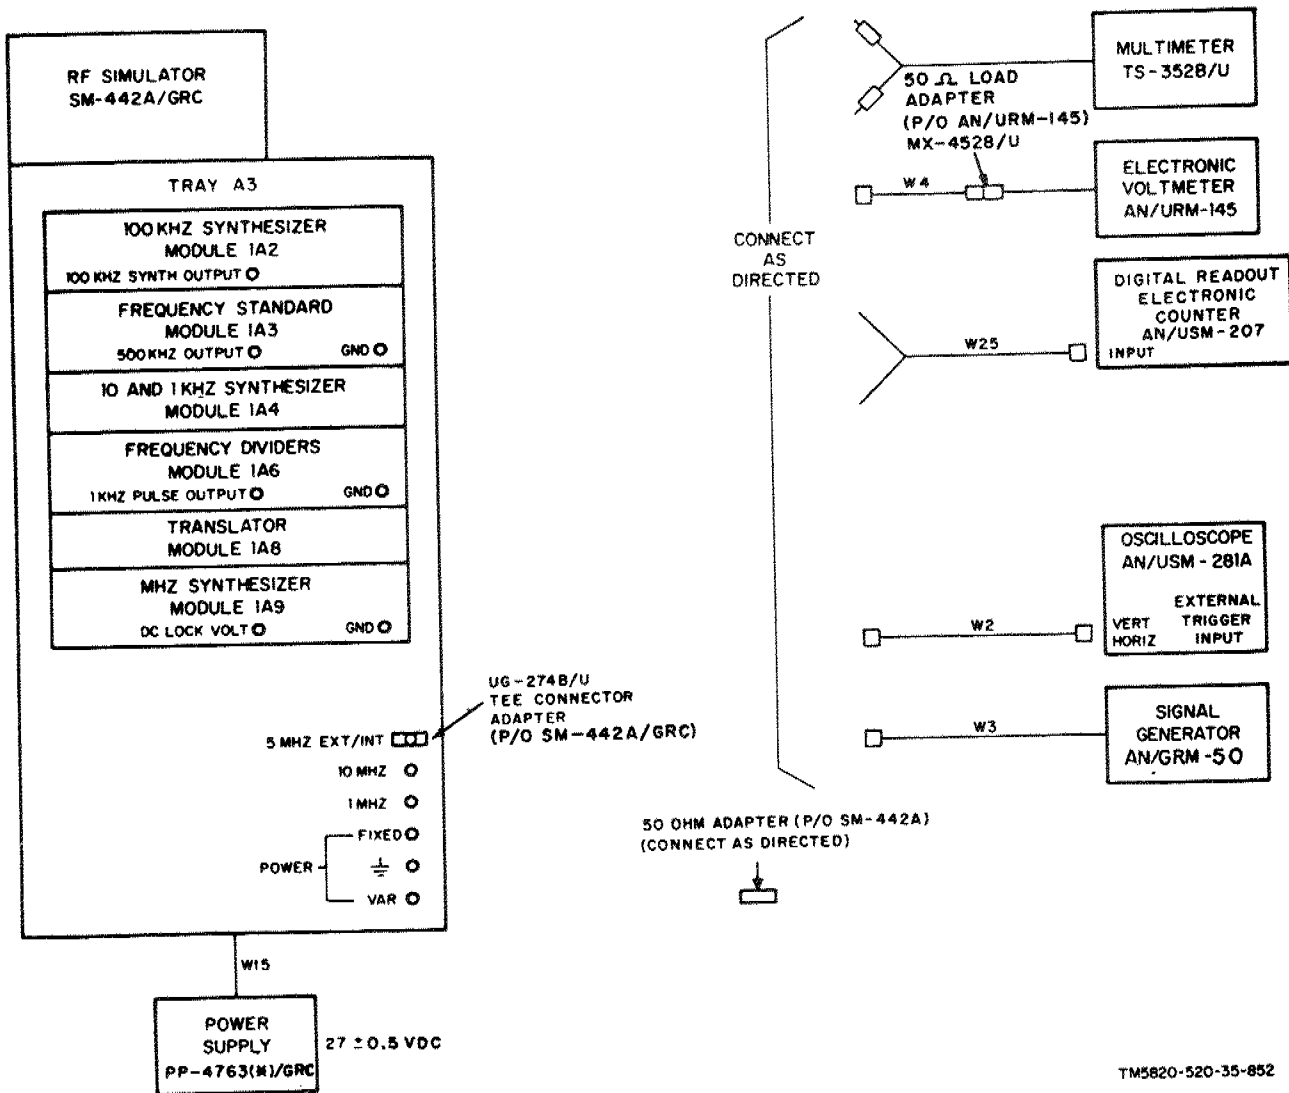 RF SIMULATOR
SM-442A/GRC
TRAY A3
100 KHZ SYNTHESIZER
MODULE 1A2
100 KHZ SYNTH OUTPUT
FREQUENCY STANDARD
MODULE 1A3
500 KHZ OUTPUT
GND
10 AND 1 KHZ SYNTHESIZER
MODULE 1A4
FREQUENCY DIVIDERS
MODULE 1A6
1 KHZ PULSE OUTPUT
GND
TRANSLATOR
MODULE 1A8
MHZ SYNTHESIZER
MODULE 1A9
DC LOCK VOLT
GND
5 MHZ EXT/INT
10 MHZ
1 MHZ
POWER
FIXED
VAR
UG-274B/U
TEE CONNECTOR
ADAPTER
(P/O SM-442A/GRC)
W15
POWER
SUPPLY
PP-4763(*)/GRC
27 ± 0.5 VDC
CONNECT
AS
DIRECTED
MULTIMETER
TS-352B/U
50 Ω LOAD
ADAPTER
(P/O AN/URM-145)
MX-4528/U
W4
ELECTRONIC
VOLTMETER
AN/URM-145
W25
DIGITAL READOUT
ELECTRONIC
COUNTER
AN/USM-207
INPUT
W2
OSCILLOSCOPE
AN/USM-281A
VERT
HORIZ
EXTERNAL
TRIGGER
INPUT
W3
SIGNAL
GENERATOR
AN/GRM-50
50 OHM ADAPTER (P/O SM-442A)
(CONNECT AS DIRECTED)
TM5820-520-35-852